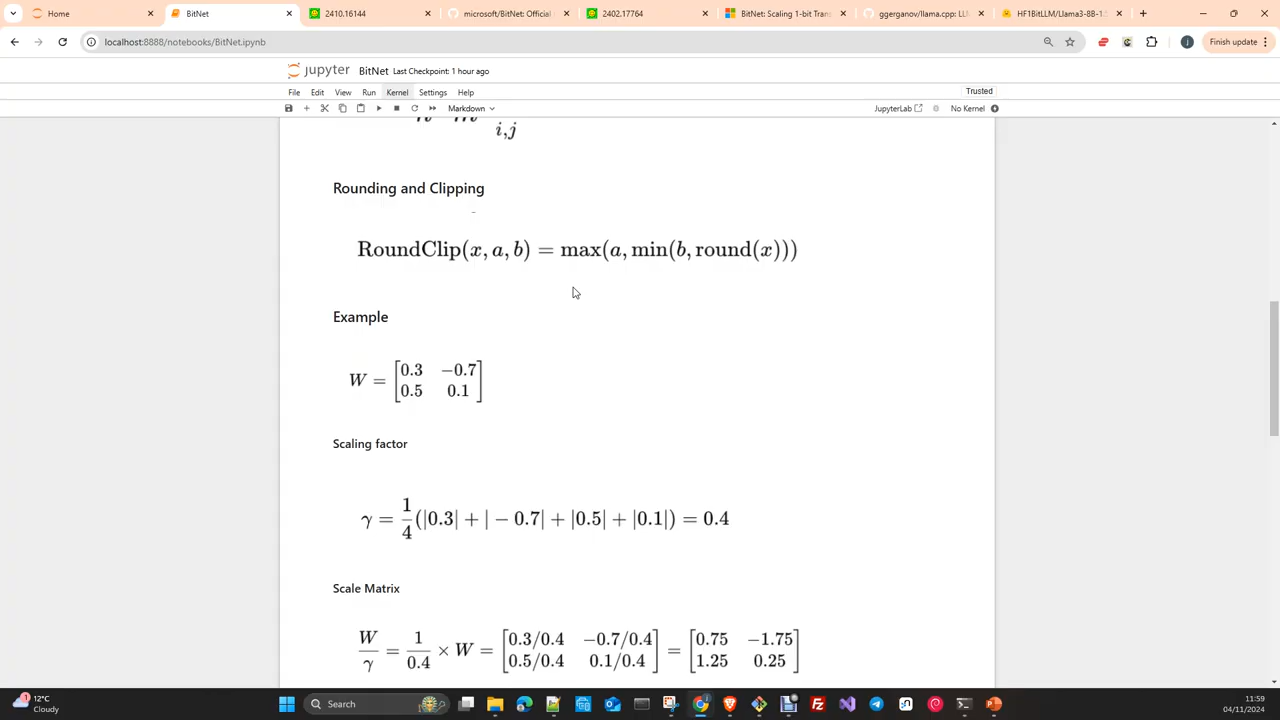 Home
BitNet
2410.16144
microsoft/BitNet: Official
2402.17764
BitNet: Scaling 1-bit Trans
ggerganov/llama.cpp: LLM
HF1BitLLM/Llama3-8B-1.5
localhost:8888/notebooks/BitNet.ipynb
Finish update
jupyter BitNet Last Checkpoint: 1 hour ago
File Edit View Run Kernel Settings Help
Trusted
Markdown
JupyterLab
No Kernel
i,j
Rounding and Clipping
RoundClip(x, a, b) = max(a, min(b, round(x)))
Example
W = [0.3 −0.7
0.5 0.1]
Scaling factor
γ = 1/4 (|0.3| + | − 0.7| + |0.5| + |0.1|) = 0.4
Scale Matrix
W/γ = 1/0.4 × W = [0.3/0.4 −0.7/0.4
0.5/0.4 0.1/0.4] = [0.75 −1.75
1.25 0.25]
12°C
Cloudy
Search
11:59
04/11/2024